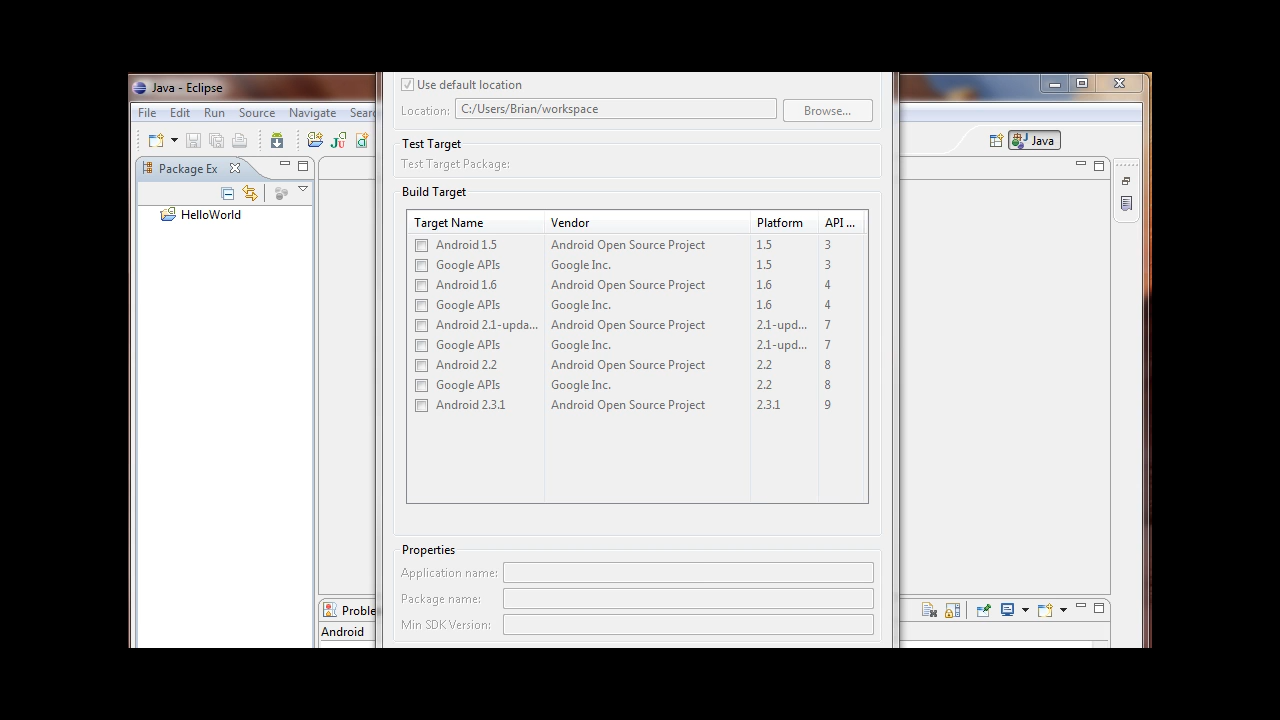 Java - Eclipse
File Edit Run Source Navigate Searc
Java
Package Ex
HelloWorld
Use default location
Location: C:/Users/Brian/workspace Browse...
Test Target
Test Target Package:
Build Target
Target Name Vendor Platform API ...
Android 1.5 Android Open Source Project 1.5 3
Google APIs Google Inc. 1.5 3
Android 1.6 Android Open Source Project 1.6 4
Google APIs Google Inc. 1.6 4
Android 2.1-upda... Android Open Source Project 2.1-upd... 7
Google APIs Google Inc. 2.1-upd... 7
Android 2.2 Android Open Source Project 2.2 8
Google APIs Google Inc. 2.2 8
Android 2.3.1 Android Open Source Project 2.3.1 9
Properties
Application name:
Package name:
Min SDK Version:
Proble
Android